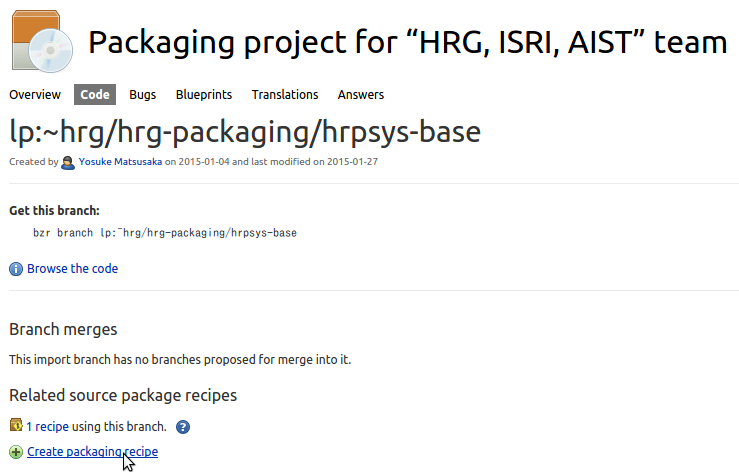 Packaging project for “HRG, ISRI, AIST” team
Overview Code Bugs Blueprints Translations Answers
lp:~hrg/hrg-packaging/hrpsys-base
Created by Yosuke Matsusaka on 2015-01-04 and last modified on 2015-01-27
Get this branch:
bzr branch lp:~hrg/hrg-packaging/hrpsys-base
Browse the code
Branch merges
This import branch has no branches proposed for merge into it.
Related source package recipes
1 recipe using this branch.
Create packaging recipe